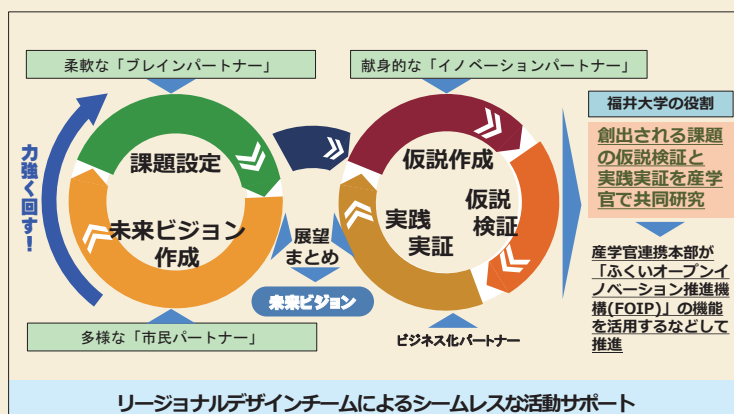 柔軟な「ブレインパートナー」
献身的な「イノベーションパートナー」
力強く回す!
課題設定
未来ビジョン
作成
展望
まとめ
未来ビジョン
仮説作成
仮説
検証
実践
実証
多様な「市民パートナー」
ビジネス化パートナー
福井大学の役割
創出される課題
の仮説検証と
実践実証を産学
官で共同研究
産学官連携本部が
「ふくいオープンイ
ノベーション推進機
構(FOIP)」の機能
を活用するなどして
推進
リージョナルデザインチームによるシームレスな活動サポート